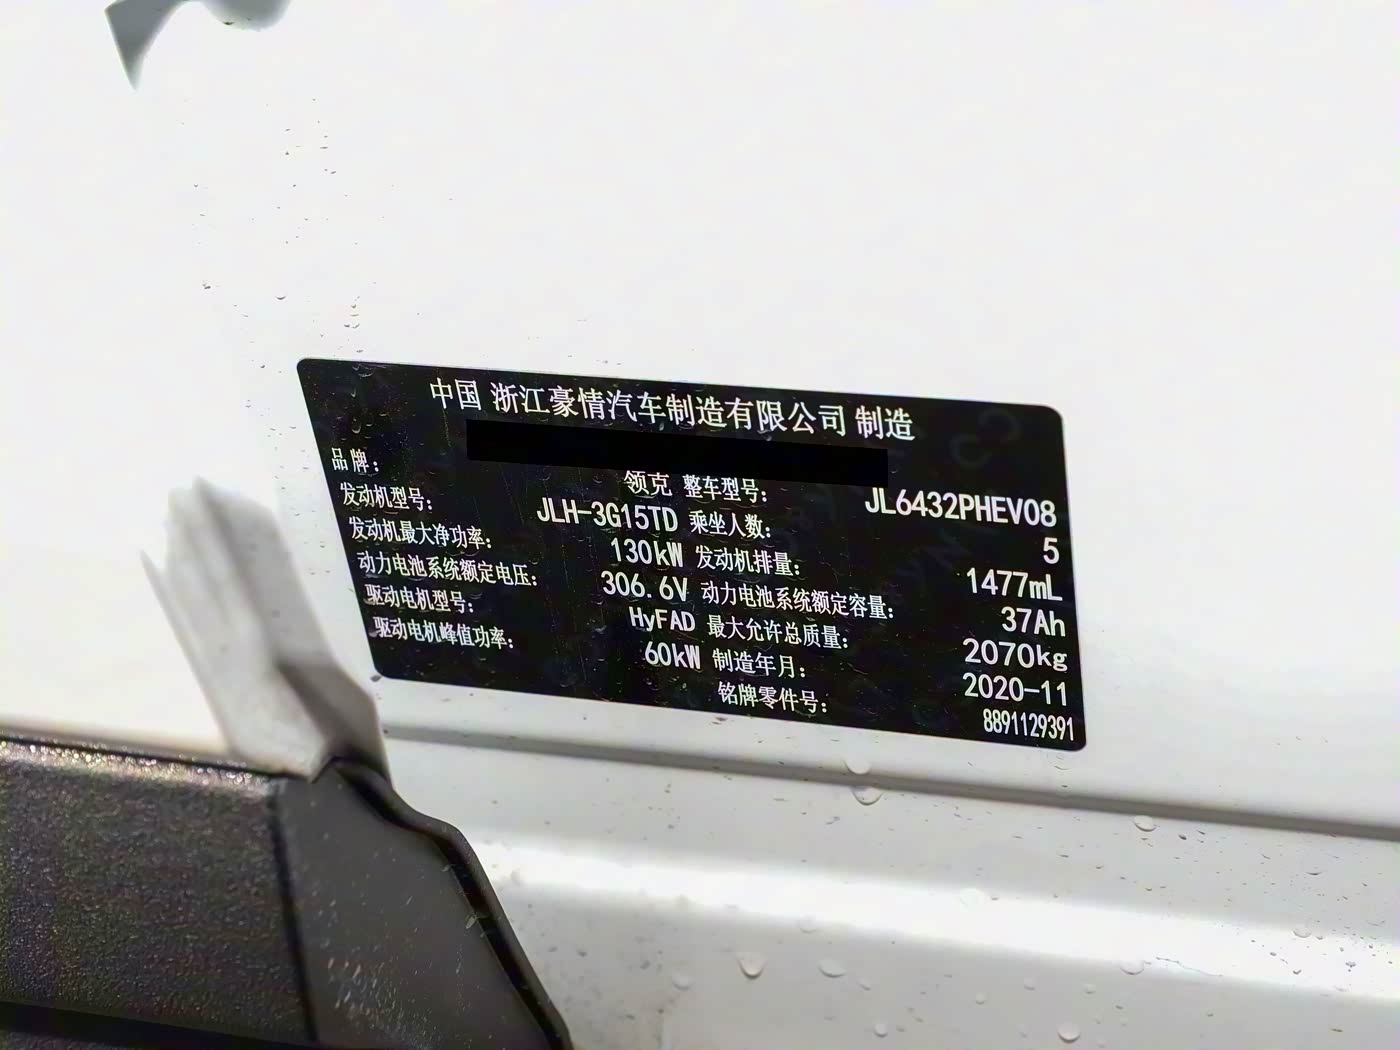 中国 浙江豪情汽车制造有限公司 制造
品牌： 领克 整车型号： JL6432PHEV08
发动机型号： JLH-3G15TD 乘坐人数： 5
发动机最大净功率： 130kW 发动机排量： 1477mL
动力电池系统额定电压： 306.6V 动力电池系统额定容量： 37Ah
驱动电机型号： HyFAD 最大允许总质量： 2070kg
驱动电机峰值功率： 60kW 制造年月： 2020-11
铭牌零件号： 8891129391